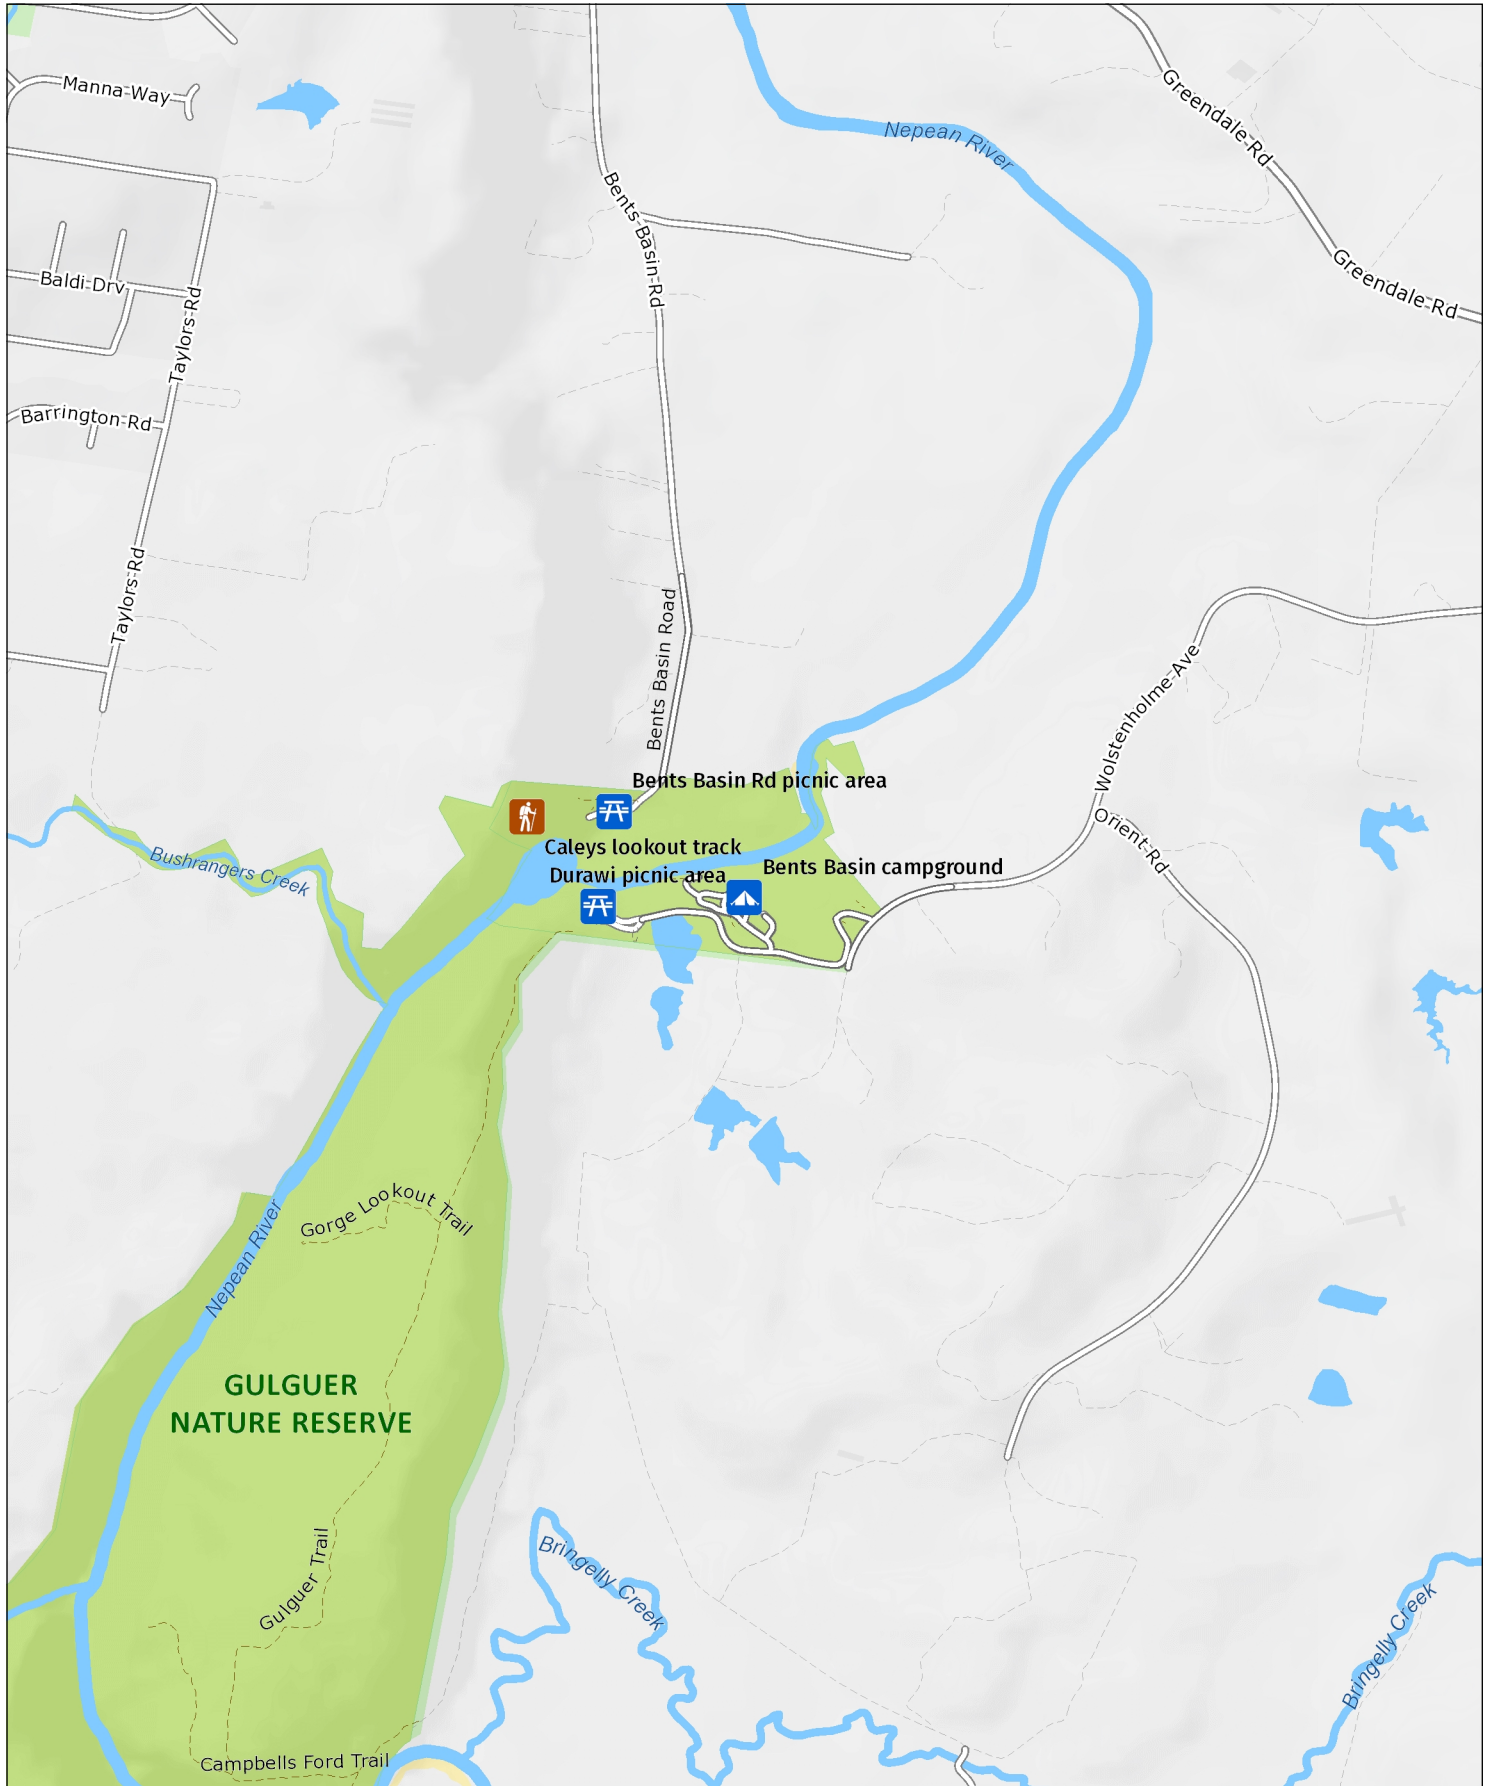 Manna Way
Nepean River
Greendale Rd
Bents Basin Rd
Greendale Rd
Baldi Drv
Taylors Rd
Barrington Rd
Taylors Rd
Bents Basin Road
Wolstenholme Ave
Bents Basin Rd picnic area
Orient Rd
Caleys lookout track
Bushrangers Creek
Durawi picnic area
Bents Basin campground
Gorge Lookout Trail
Nepean River
GULGUER
NATURE RESERVE
Gulguer Trail
Bringelly Creek
Bringelly Creek
Campbells Ford Trail